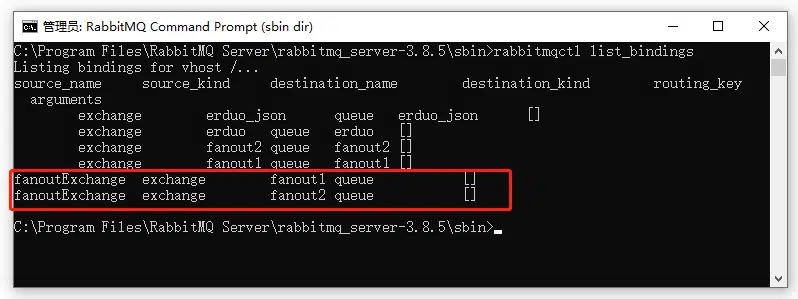 管理员: RabbitMQ Command Prompt (sbin dir)
C:\Program Files\RabbitMQ Server\rabbitmq_server-3.8.5\sbin>rabbitmqctl list_bindings
Listing bindings for vhost /...
source_name source_kind destination_name destination_kind routing_key
arguments
exchange erduo_json queue erduo_json []
exchange erduo queue erduo []
exchange fanout2 queue fanout2 []
exchange fanout1 queue fanout1 []
fanoutExchange exchange fanout1 queue []
fanoutExchange exchange fanout2 queue []
C:\Program Files\RabbitMQ Server\rabbitmq_server-3.8.5\sbin>